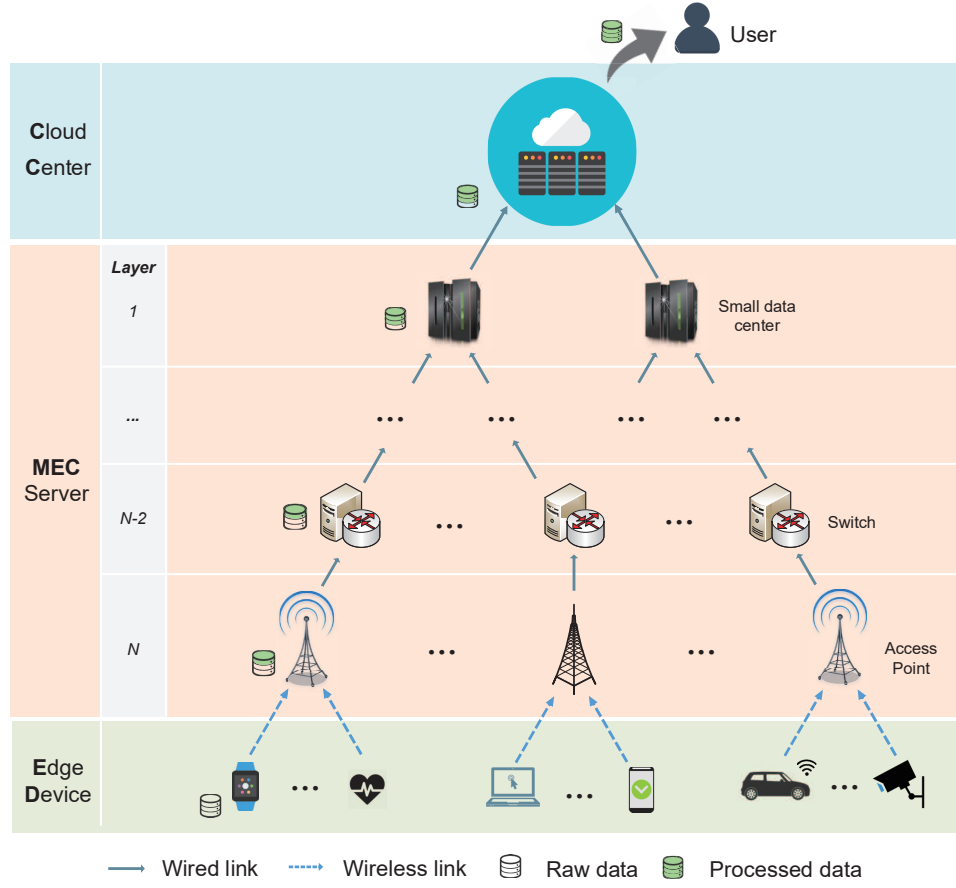 User
Cloud
Center
Layer
1
Small data
center
...
... ... ... ...
MEC
Server
N-2
... ...
Switch
N
... ...
Access
Point
Edge
Device
... ... ...
Wired link
Wireless link
Raw data
Processed data